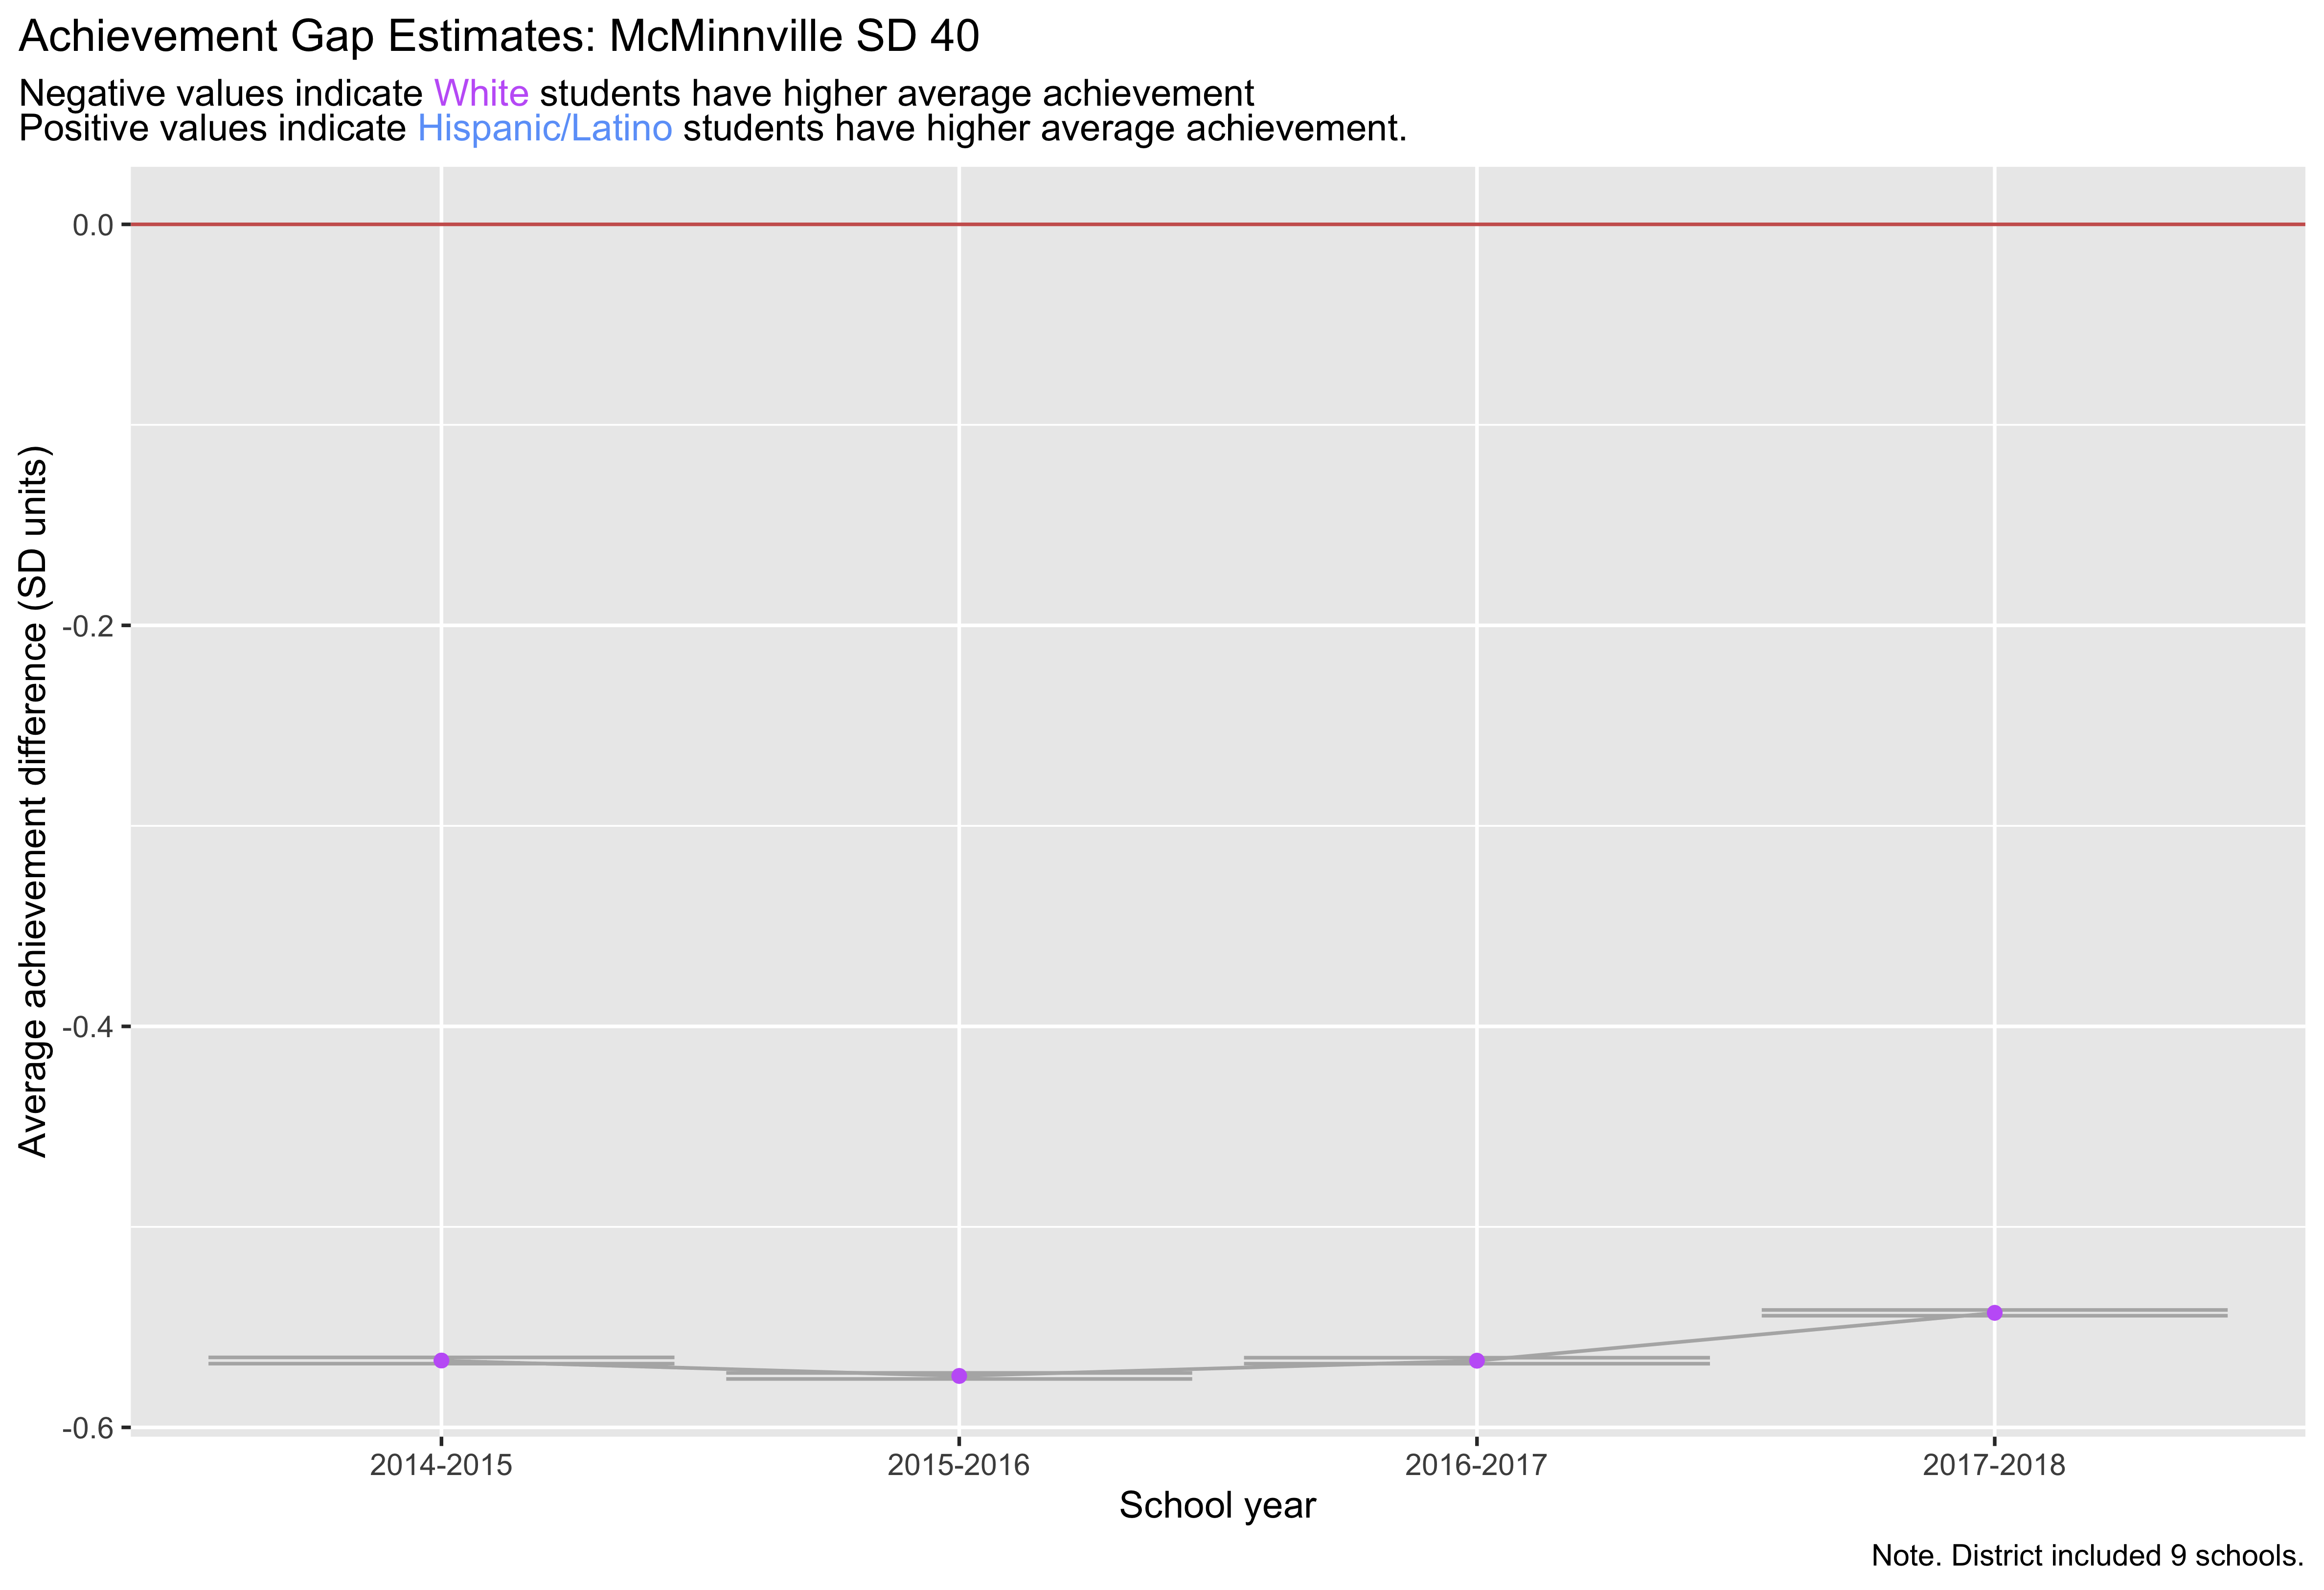 Achievement Gap Estimates: McMinnville SD 40
Negative values indicate White students have higher average achievement
Positive values indicate Hispanic/Latino students have higher average achievement.
Average achievement difference (SD units)
0.0
-0.2
-0.4
-0.6
2014-2015
2015-2016
2016-2017
2017-2018
School year
Note. District included 9 schools.